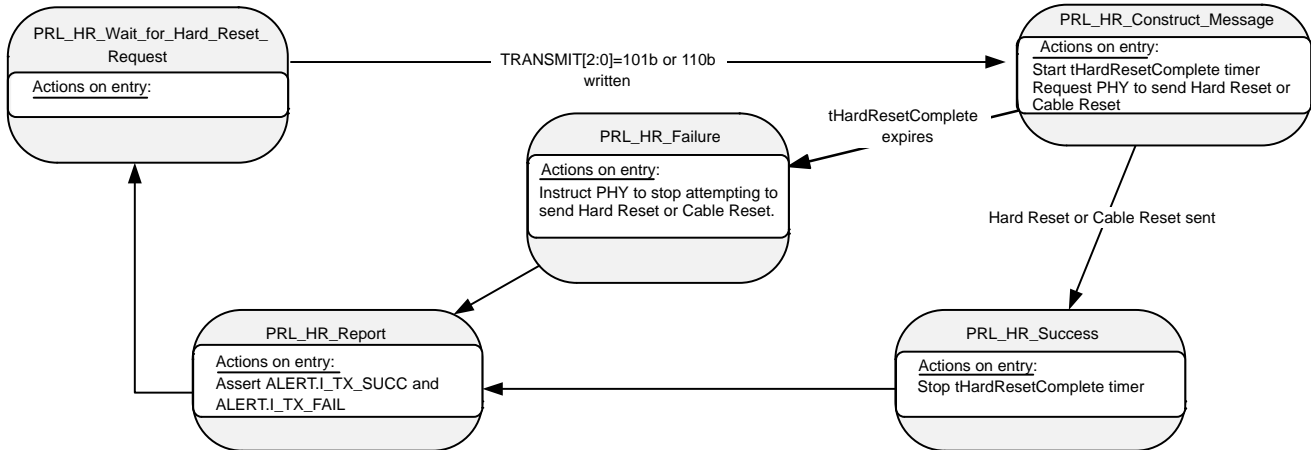 PRL_HR_Wait_for_Hard_Reset_
Request
Actions on entry:
TRANSMIT[2:0]=101b or 110b
written
PRL_HR_Construct_Message
Actions on entry:
Start tHardResetComplete timer
Request PHY to send Hard Reset or
Cable Reset
tHardResetComplete
expires
PRL_HR_Failure
Actions on entry:
Instruct PHY to stop attempting to
send Hard Reset or Cable Reset.
Hard Reset or Cable Reset sent
PRL_HR_Report
Actions on entry:
Assert ALERT.I_TX_SUCC and
ALERT.I_TX_FAIL
PRL_HR_Success
Actions on entry:
Stop tHardResetComplete timer